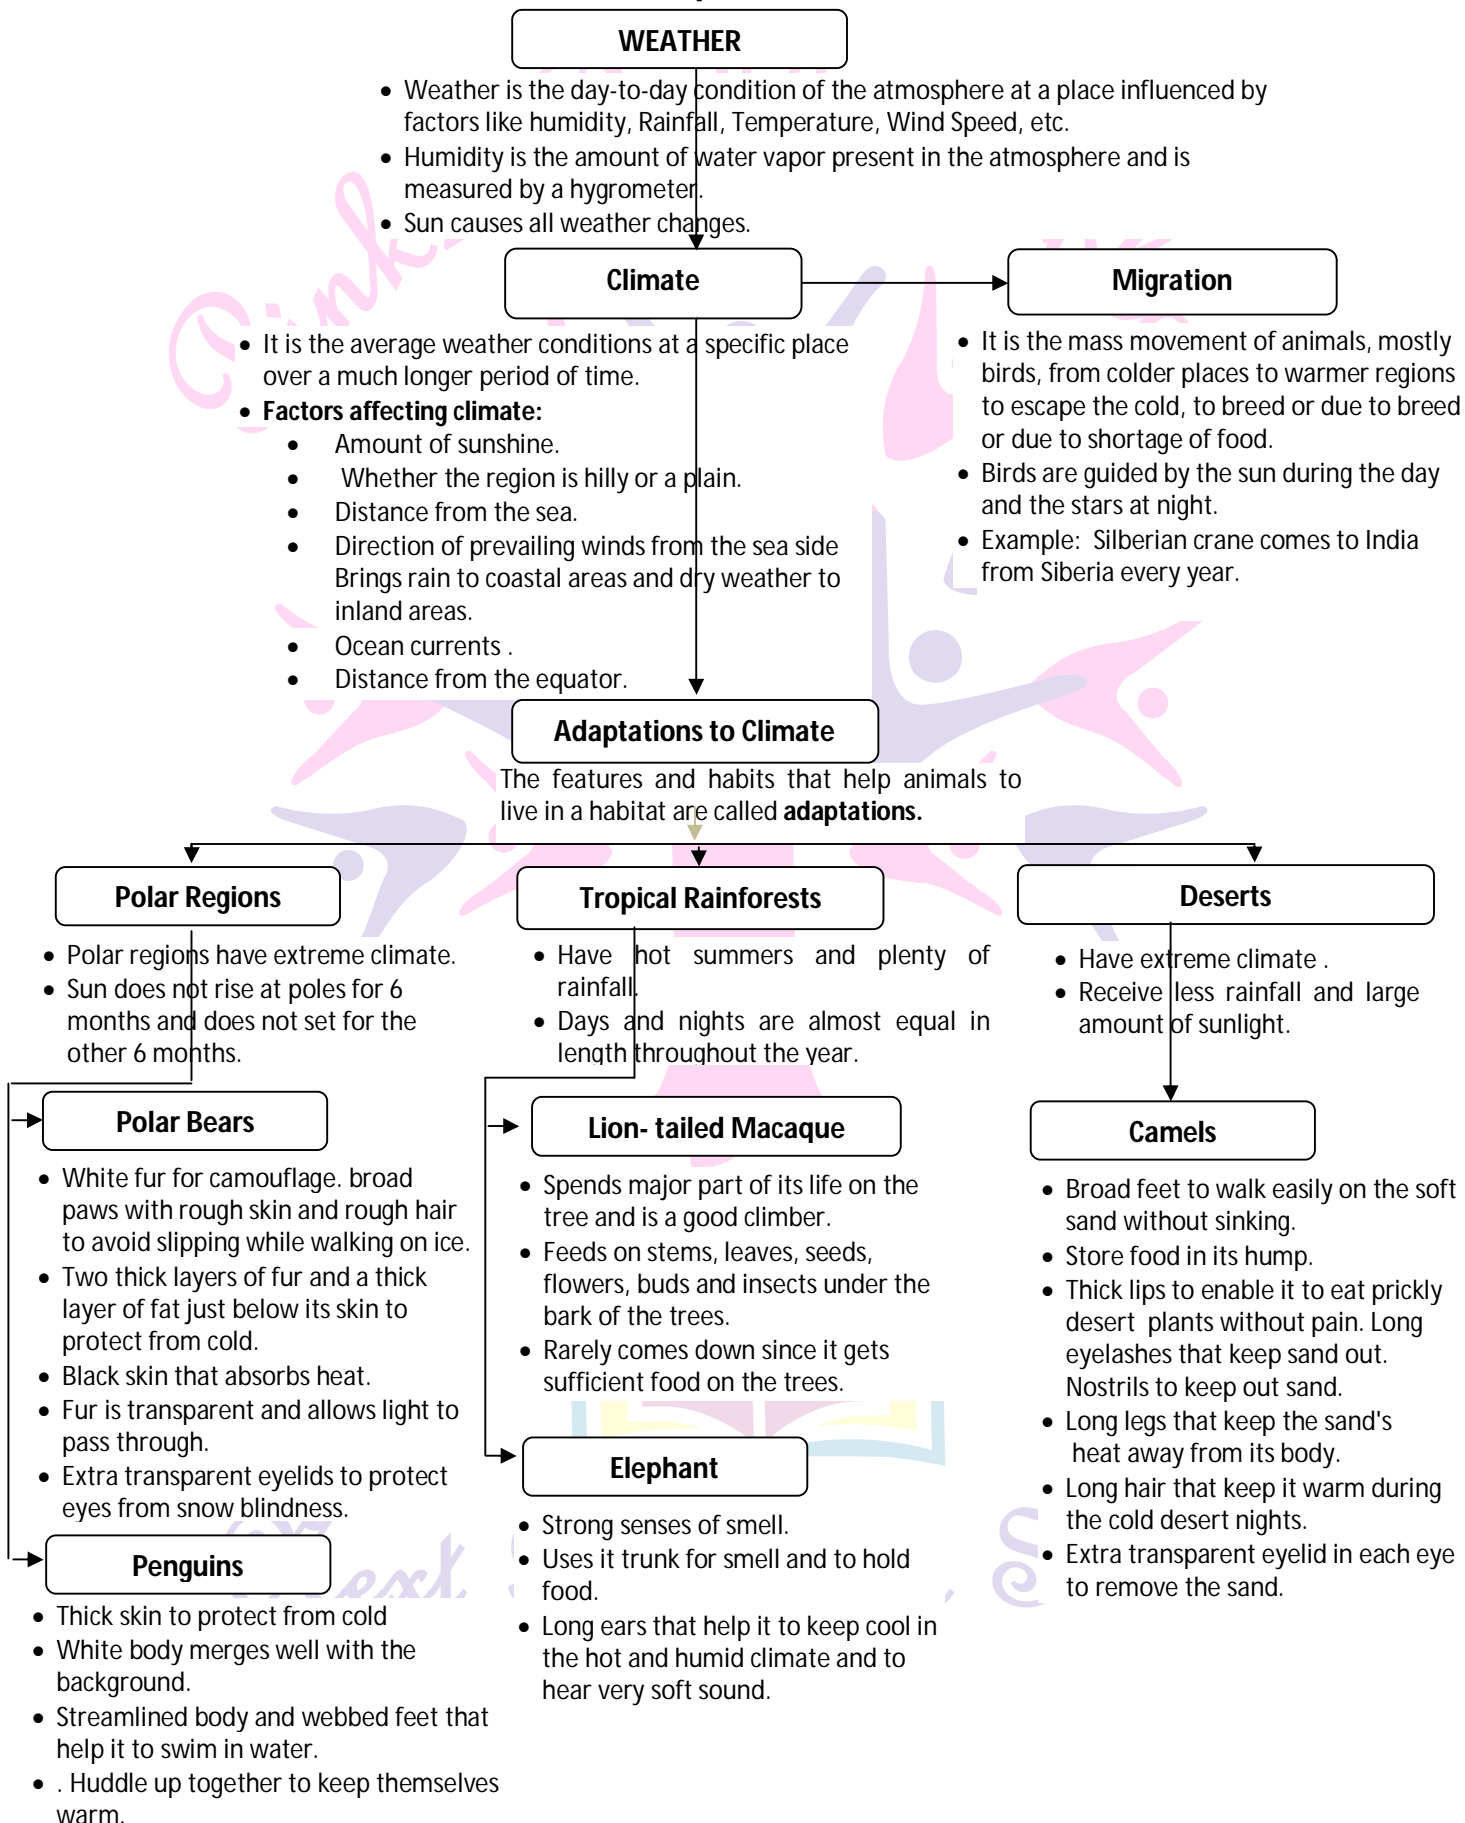 WEATHER
• Weather is the day-to-day condition of the atmosphere at a place influenced by
factors like humidity, Rainfall, Temperature, Wind Speed, etc.
• Humidity is the amount of water vapor present in the atmosphere and is
measured by a hygrometer.
• Sun causes all weather changes.
Climate
• It is the average weather conditions at a specific place
over a much longer period of time.
• Factors affecting climate:
• Amount of sunshine.
• Whether the region is hilly or a plain.
• Distance from the sea.
• Direction of prevailing winds from the sea side
Brings rain to coastal areas and dry weather to
inland areas.
• Ocean currents .
• Distance from the equator.
Migration
• It is the mass movement of animals, mostly
birds, from colder places to warmer regions
to escape the cold, to breed or due to breed
or due to shortage of food.
• Birds are guided by the sun during the day
and the stars at night.
• Example: Silberian crane comes to India
from Siberia every year.
Adaptations to Climate
The features and habits that help animals to
live in a habitat are called adaptations.
Polar Regions
• Polar regions have extreme climate.
• Sun does not rise at poles for 6
months and does not set for the
other 6 months.
Polar Bears
• White fur for camouflage. broad
paws with rough skin and rough hair
to avoid slipping while walking on ice.
• Two thick layers of fur and a thick
layer of fat just below its skin to
protect from cold.
• Black skin that absorbs heat.
• Fur is transparent and allows light to
pass through.
• Extra transparent eyelids to protect
eyes from snow blindness.
Penguins
• Thick skin to protect from cold
• White body merges well with the
background.
• Streamlined body and webbed feet that
help it to swim in water.
• . Huddle up together to keep themselves
warm.
Tropical Rainforests
• Have hot summers and plenty of
rainfall.
• Days and nights are almost equal in
length throughout the year.
Lion- tailed Macaque
• Spends major part of its life on the
tree and is a good climber.
• Feeds on stems, leaves, seeds,
flowers, buds and insects under the
bark of the trees.
• Rarely comes down since it gets
sufficient food on the trees.
Elephant
• Strong senses of smell.
• Uses it trunk for smell and to hold
food.
• Long ears that help it to keep cool in
the hot and humid climate and to
hear very soft sound.
Deserts
• Have extreme climate .
• Receive less rainfall and large
amount of sunlight.
Camels
• Broad feet to walk easily on the soft
sand without sinking.
• Store food in its hump.
• Thick lips to enable it to eat prickly
desert plants without pain. Long
eyelashes that keep sand out.
Nostrils to keep out sand.
• Long legs that keep the sand's
heat away from its body.
• Long hair that keep it warm during
the cold desert nights.
• Extra transparent eyelid in each eye
to remove the sand.